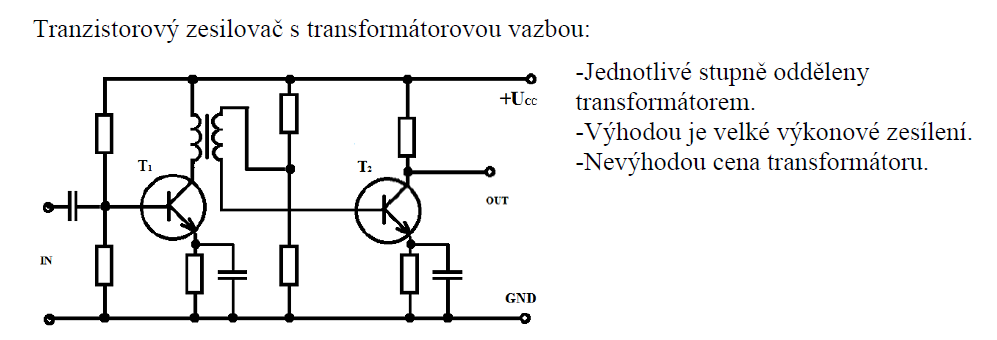 Tranzistorový zesilovač s transformátorovou vazbou:
-Jednotlivé stupně odděleny
transformátorem.
-Výhodou je velké výkonové zesílení.
-Nevýhodou cena transformátoru.
+Ucc
T1
T2
OUT
IN
GND